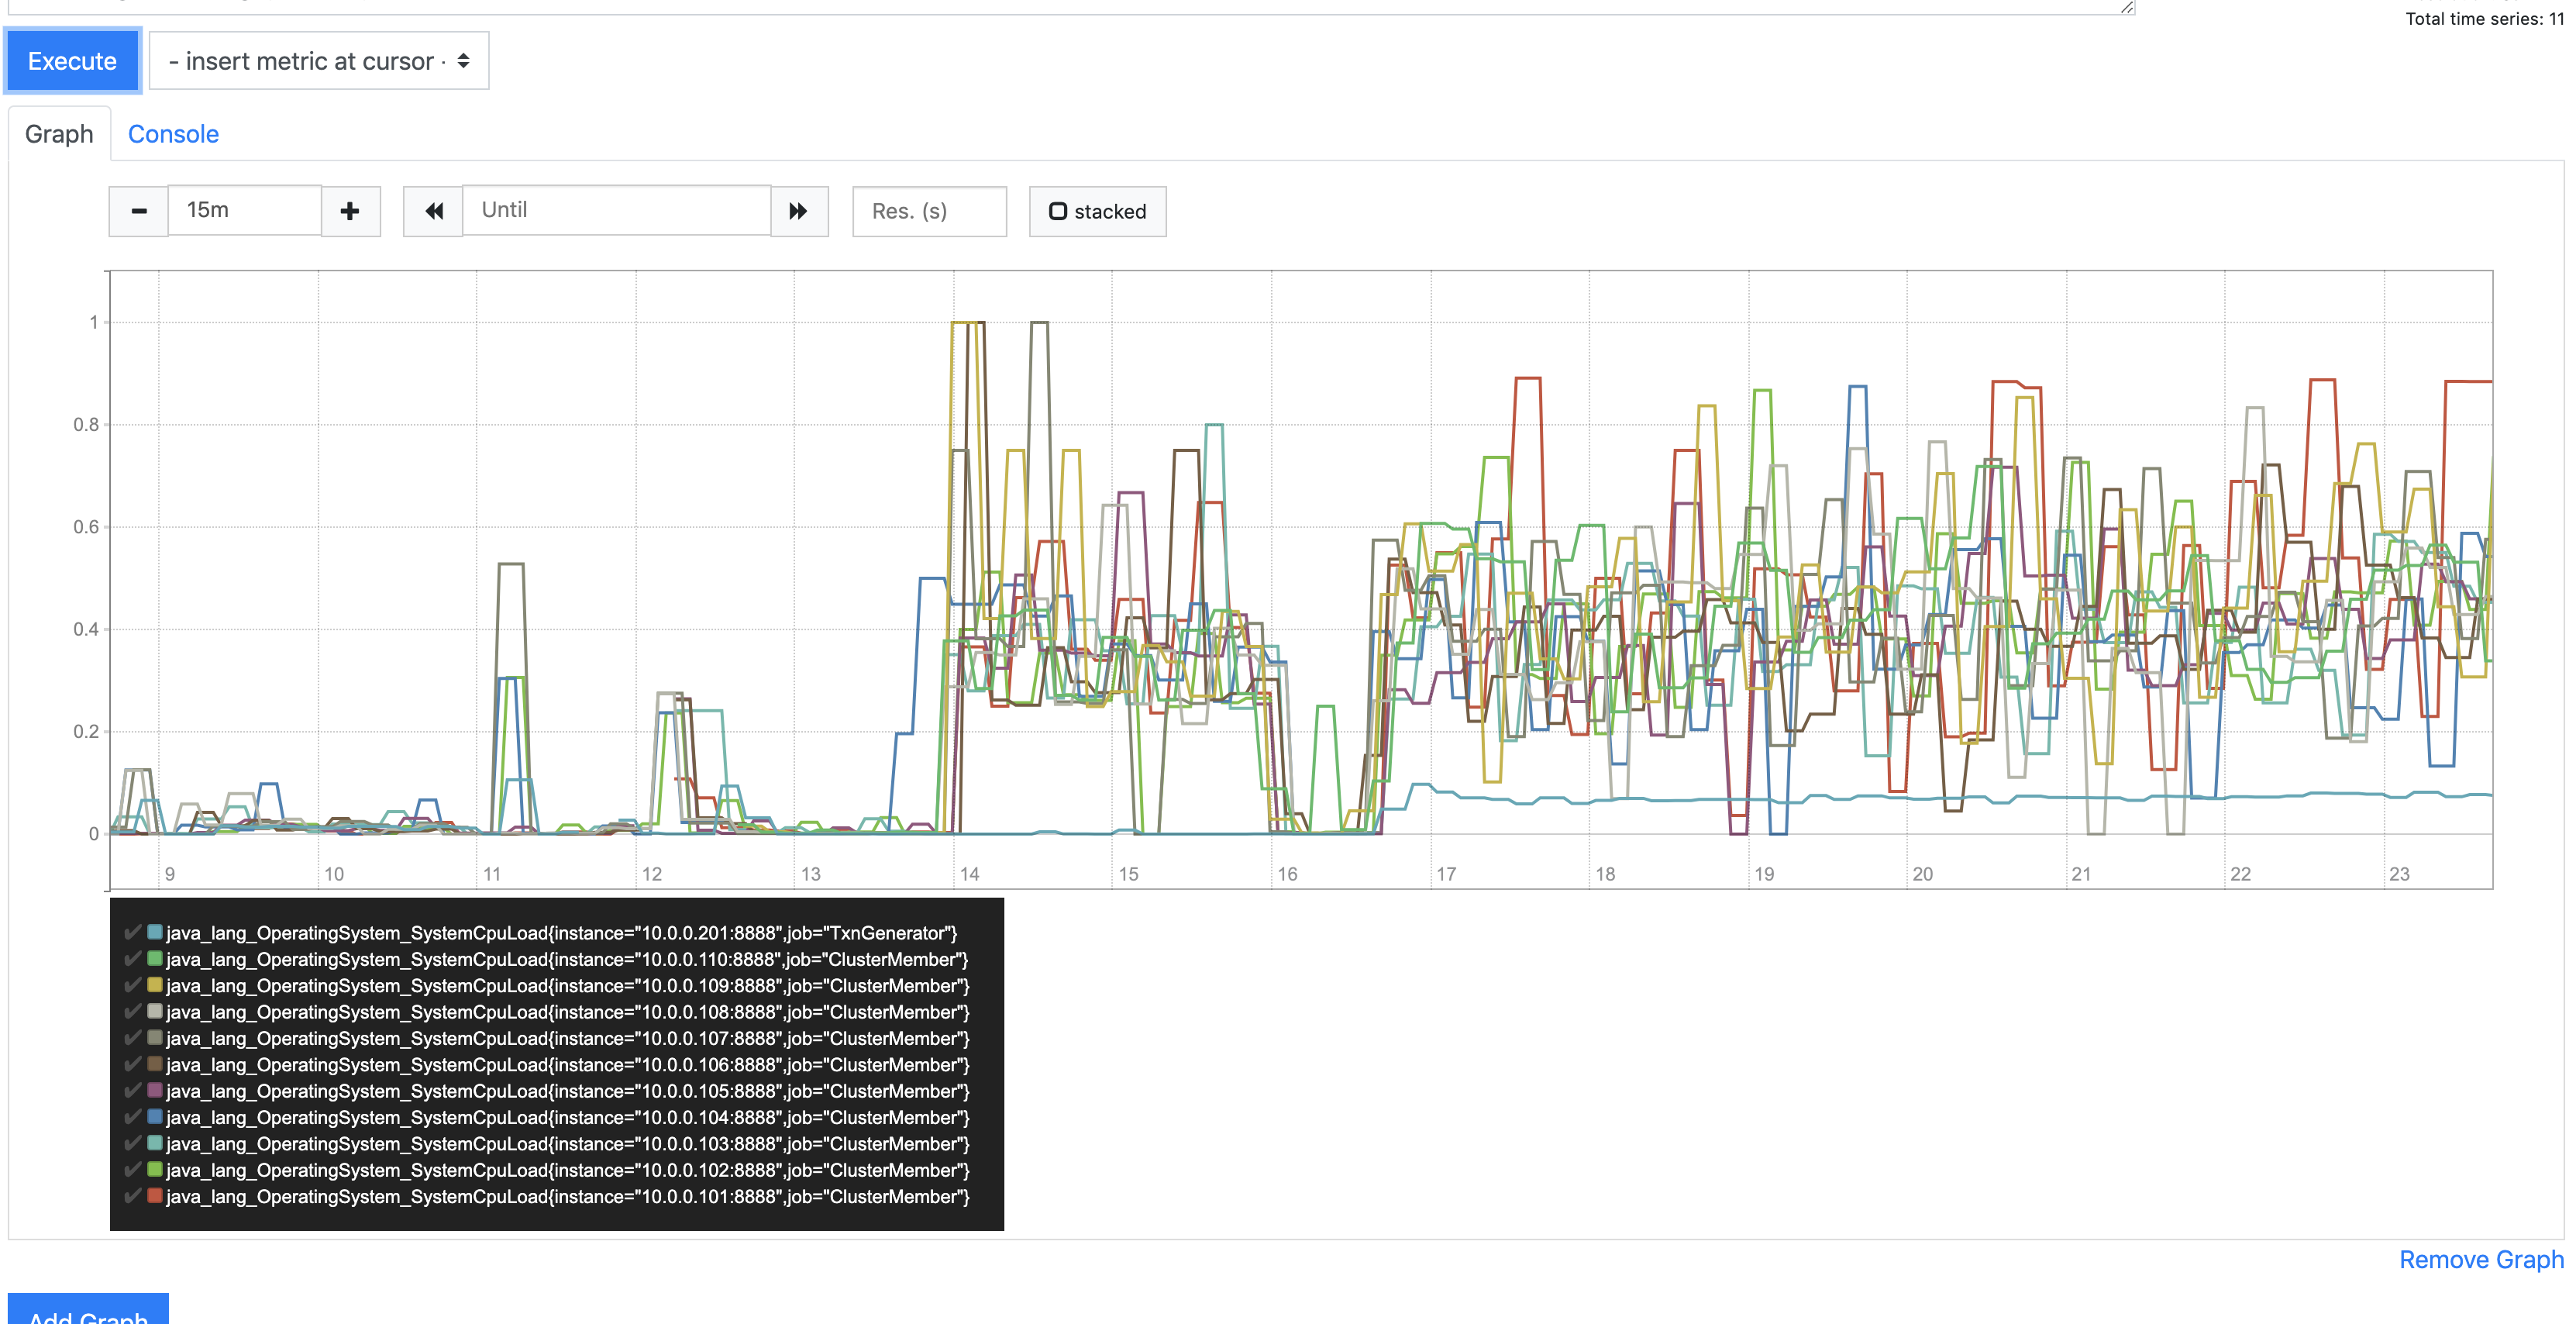 Total time series: 11
Execute
- insert metric at cursor -
Graph
Console
15m
Until
Res. (s)
stacked
1
0.8
0.6
0.4
0.2
0
9 10 11 12 13 14 15 16 17 18 19 20 21 22 23
java_lang_OperatingSystem_SystemCpuLoad{instance="10.0.0.201:8888",job="TxnGenerator"}
java_lang_OperatingSystem_SystemCpuLoad{instance="10.0.0.110:8888",job="ClusterMember"}
java_lang_OperatingSystem_SystemCpuLoad{instance="10.0.0.109:8888",job="ClusterMember"}
java_lang_OperatingSystem_SystemCpuLoad{instance="10.0.0.108:8888",job="ClusterMember"}
java_lang_OperatingSystem_SystemCpuLoad{instance="10.0.0.107:8888",job="ClusterMember"}
java_lang_OperatingSystem_SystemCpuLoad{instance="10.0.0.106:8888",job="ClusterMember"}
java_lang_OperatingSystem_SystemCpuLoad{instance="10.0.0.105:8888",job="ClusterMember"}
java_lang_OperatingSystem_SystemCpuLoad{instance="10.0.0.104:8888",job="ClusterMember"}
java_lang_OperatingSystem_SystemCpuLoad{instance="10.0.0.103:8888",job="ClusterMember"}
java_lang_OperatingSystem_SystemCpuLoad{instance="10.0.0.102:8888",job="ClusterMember"}
java_lang_OperatingSystem_SystemCpuLoad{instance="10.0.0.101:8888",job="ClusterMember"}
Remove Graph
Add Graph